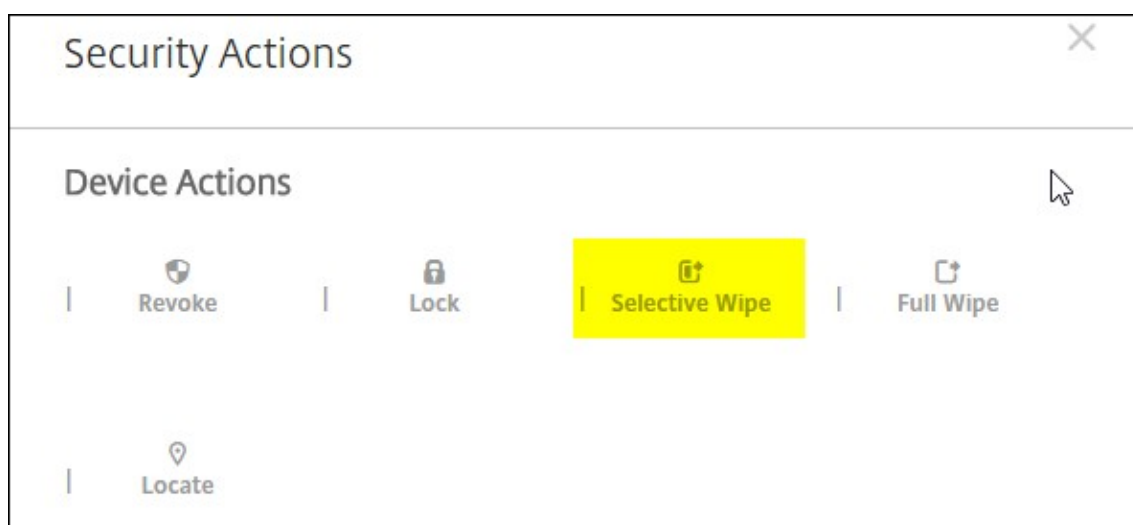 Security Actions
Device Actions
Revoke
Lock
Selective Wipe
Full Wipe
Locate